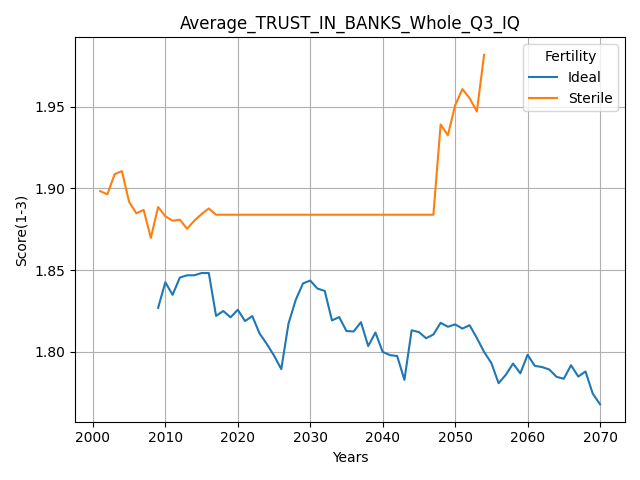 Average_TRUST_IN_BANKS_Whole_Q3_IQ
Fertility
Ideal
Sterile
Score(1-3)
1.95
1.90
1.85
1.80
2000 2010 2020 2030 2040 2050 2060 2070
Years